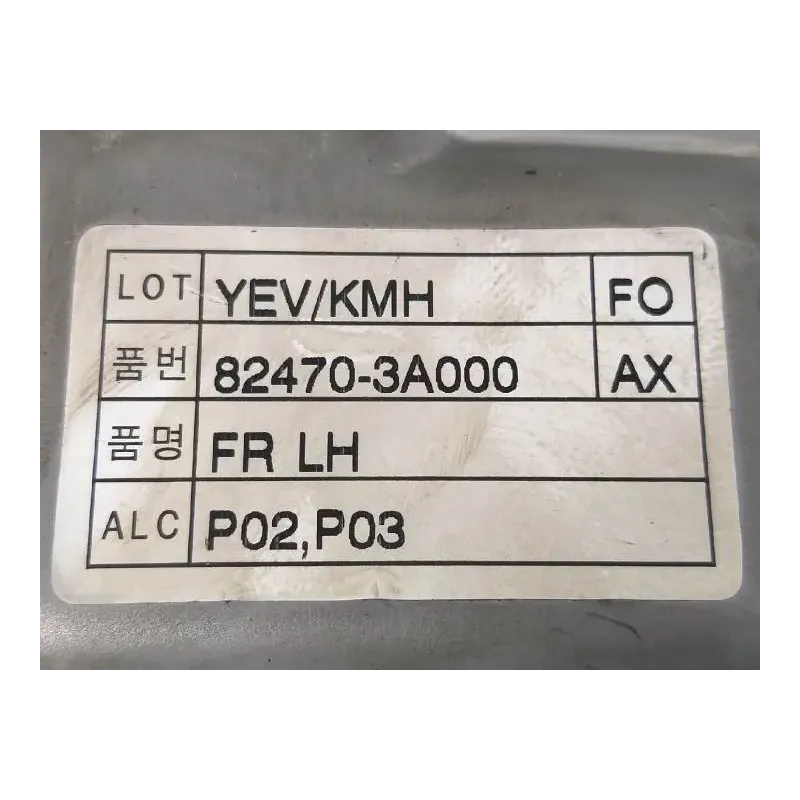 LOT YEV/KMH FO
품번 82470-3A000 AX
품명 FR LH
ALC P02,P03